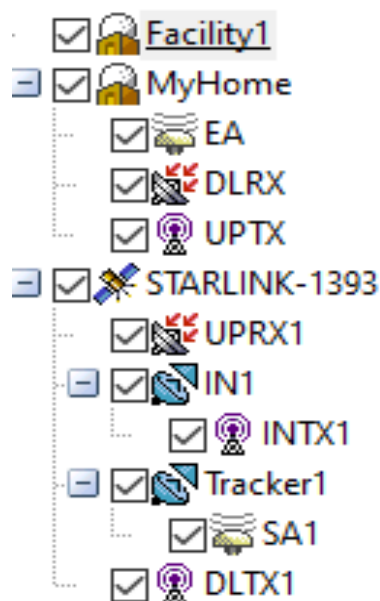 Facility1
MyHome
EA
DLRX
UPTX
STARLINK-1393
UPRX1
IN1
INTX1
Tracker1
SA1
DLTX1